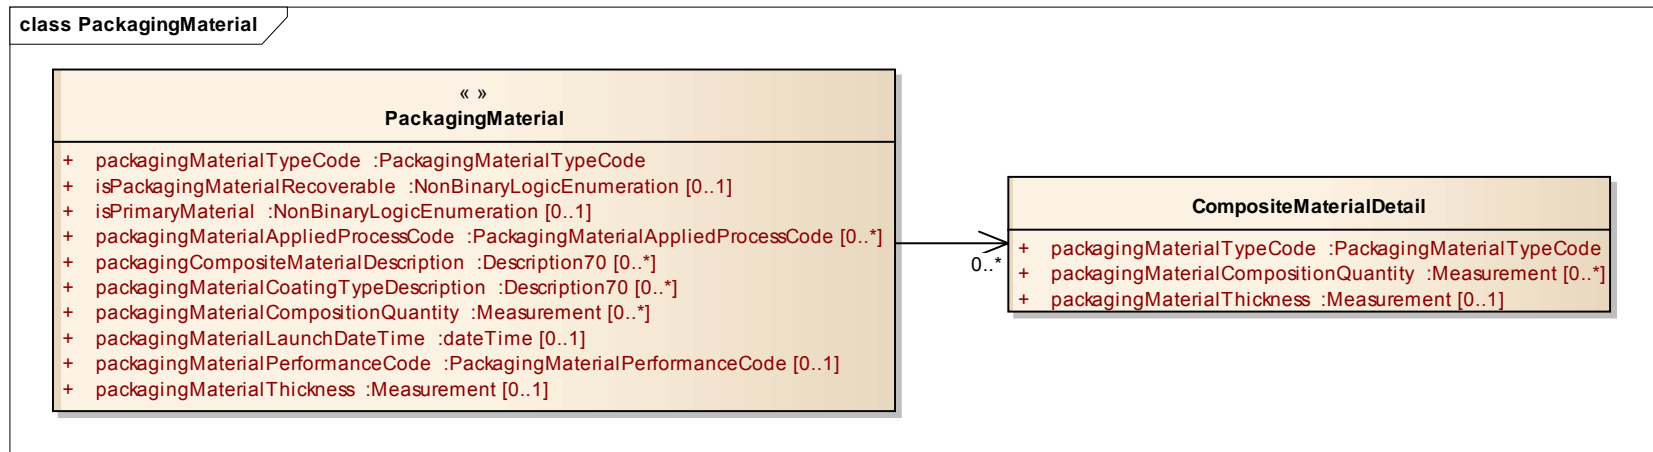 class PackagingMaterial
« »
PackagingMaterial
+ packagingMaterialTypeCode :PackagingMaterialTypeCode
+ isPackagingMaterialRecoverable :NonBinaryLogicEnumeration [0..1]
+ isPrimaryMaterial :NonBinaryLogicEnumeration [0..1]
+ packagingMaterialAppliedProcessCode :PackagingMaterialAppliedProcessCode [0..*]
+ packagingCompositeMaterialDescription :Description70 [0..*]
+ packagingMaterialCoatingTypeDescription :Description70 [0..*]
+ packagingMaterialCompositionQuantity :Measurement [0..*]
+ packagingMaterialLaunchDateTime :dateTime [0..1]
+ packagingMaterialPerformanceCode :PackagingMaterialPerformanceCode [0..1]
+ packagingMaterialThickness :Measurement [0..1]
0..*
CompositeMaterialDetail
+ packagingMaterialTypeCode :PackagingMaterialTypeCode
+ packagingMaterialCompositionQuantity :Measurement [0..*]
+ packagingMaterialThickness :Measurement [0..1]